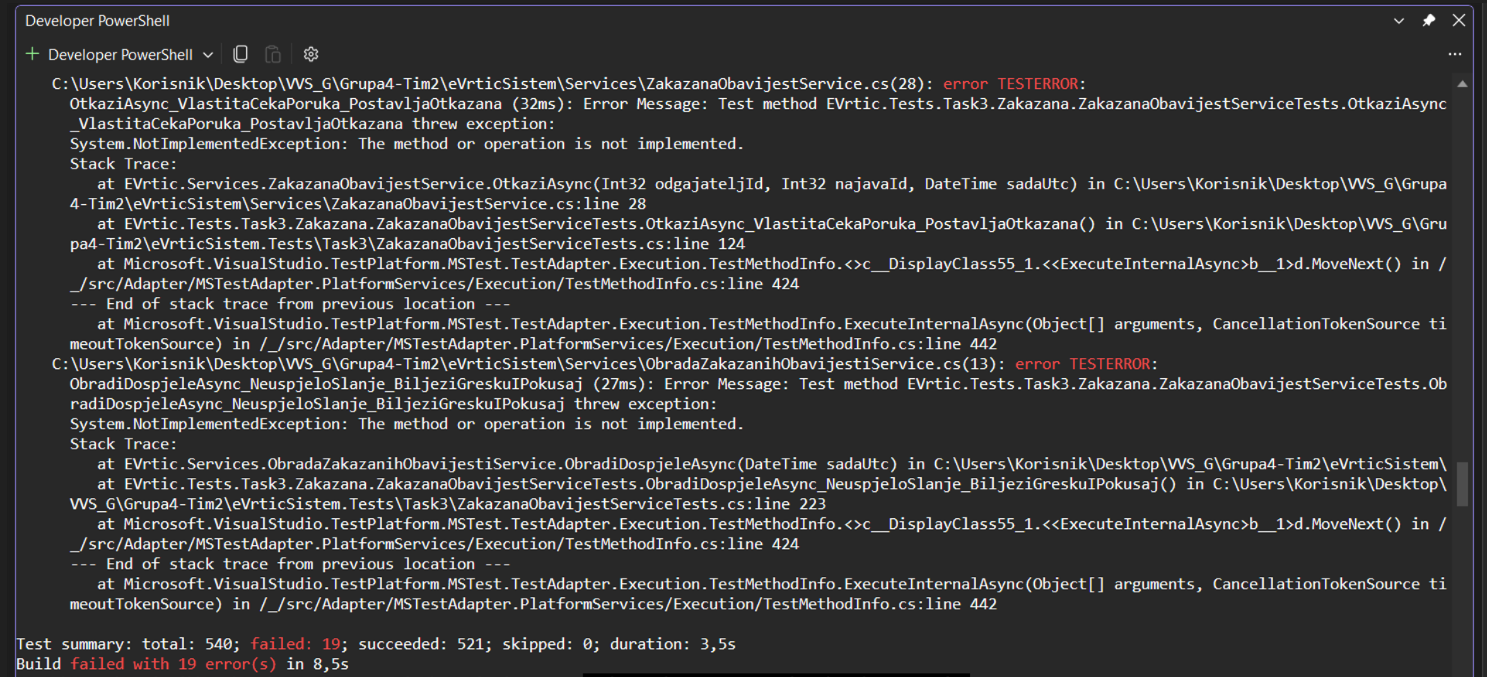 Developer PowerShell
+ Developer PowerShell
C:\Users\Korisnik\Desktop\VVS_G\Grupa4-Tim2\eVrticSistem\Services\ZakazanaObavijestService.cs(28): error TESTERROR:
OtkaziAsync_VlastitaCekaPoruka_PostavljaOtkazana (32ms): Error Message: Test method EVrtic.Tests.Task3.Zakazana.ZakazanaObavijestServiceTests.OtkaziAsync
_VlastitaCekaPoruka_PostavljaOtkazana threw exception:
System.NotImplementedException: The method or operation is not implemented.
Stack Trace:
at EVrtic.Services.ZakazanaObavijestService.OtkaziAsync(Int32 odgajateljId, Int32 najavaId, DateTime sadaUtc) in C:\Users\Korisnik\Desktop\VVS_G\Grupa
4-Tim2\eVrticSistem\Services\ZakazanaObavijestService.cs:line 28
at EVrtic.Tests.Task3.Zakazana.ZakazanaObavijestServiceTests.OtkaziAsync_VlastitaCekaPoruka_PostavljaOtkazana() in C:\Users\Korisnik\Desktop\VVS_G\Gru
pa4-Tim2\eVrticSistem.Tests\Task3\ZakazanaObavijestServiceTests.cs:line 124
at Microsoft.VisualStudio.TestPlatform.MSTest.TestAdapter.Execution.TestMethodInfo.<>c__DisplayClass55_1.<<ExecuteInternalAsync>b__1>d.MoveNext() in /
_/src/Adapter/MSTestAdapter.PlatformServices/Execution/TestMethodInfo.cs:line 424
--- End of stack trace from previous location ---
at Microsoft.VisualStudio.TestPlatform.MSTest.TestAdapter.Execution.TestMethodInfo.ExecuteInternalAsync(Object[] arguments, CancellationTokenSource ti
meoutTokenSource) in /_/src/Adapter/MSTestAdapter.PlatformServices/Execution/TestMethodInfo.cs:line 442
C:\Users\Korisnik\Desktop\VVS_G\Grupa4-Tim2\eVrticSistem\Services\ObradaZakazanihObavijestiService.cs(13): error TESTERROR:
ObradiDospjeleAsync_NeuspjeloSlanje_BiljeziGreskuIPokusaj (27ms): Error Message: Test method EVrtic.Tests.Task3.Zakazana.ZakazanaObavijestServiceTests.Ob
radiDospjeleAsync_NeuspjeloSlanje_BiljeziGreskuIPokusaj threw exception:
System.NotImplementedException: The method or operation is not implemented.
Stack Trace:
at EVrtic.Services.ObradaZakazanihObavijestiService.ObradiDospjeleAsync(DateTime sadaUtc) in C:\Users\Korisnik\Desktop\VVS_G\Grupa4-Tim2\eVrticSistem\
at EVrtic.Tests.Task3.Zakazana.ZakazanaObavijestServiceTests.ObradiDospjeleAsync_NeuspjeloSlanje_BiljeziGreskuIPokusaj() in C:\Users\Korisnik\Desktop\
VVS_G\Grupa4-Tim2\eVrticSistem.Tests\Task3\ZakazanaObavijestServiceTests.cs:line 223
at Microsoft.VisualStudio.TestPlatform.MSTest.TestAdapter.Execution.TestMethodInfo.<>c__DisplayClass55_1.<<ExecuteInternalAsync>b__1>d.MoveNext() in /
_/src/Adapter/MSTestAdapter.PlatformServices/Execution/TestMethodInfo.cs:line 424
--- End of stack trace from previous location ---
at Microsoft.VisualStudio.TestPlatform.MSTest.TestAdapter.Execution.TestMethodInfo.ExecuteInternalAsync(Object[] arguments, CancellationTokenSource ti
meoutTokenSource) in /_/src/Adapter/MSTestAdapter.PlatformServices/Execution/TestMethodInfo.cs:line 442
Test summary: total: 540; failed: 19; succeeded: 521; skipped: 0; duration: 3,5s
Build failed with 19 error(s) in 8,5s